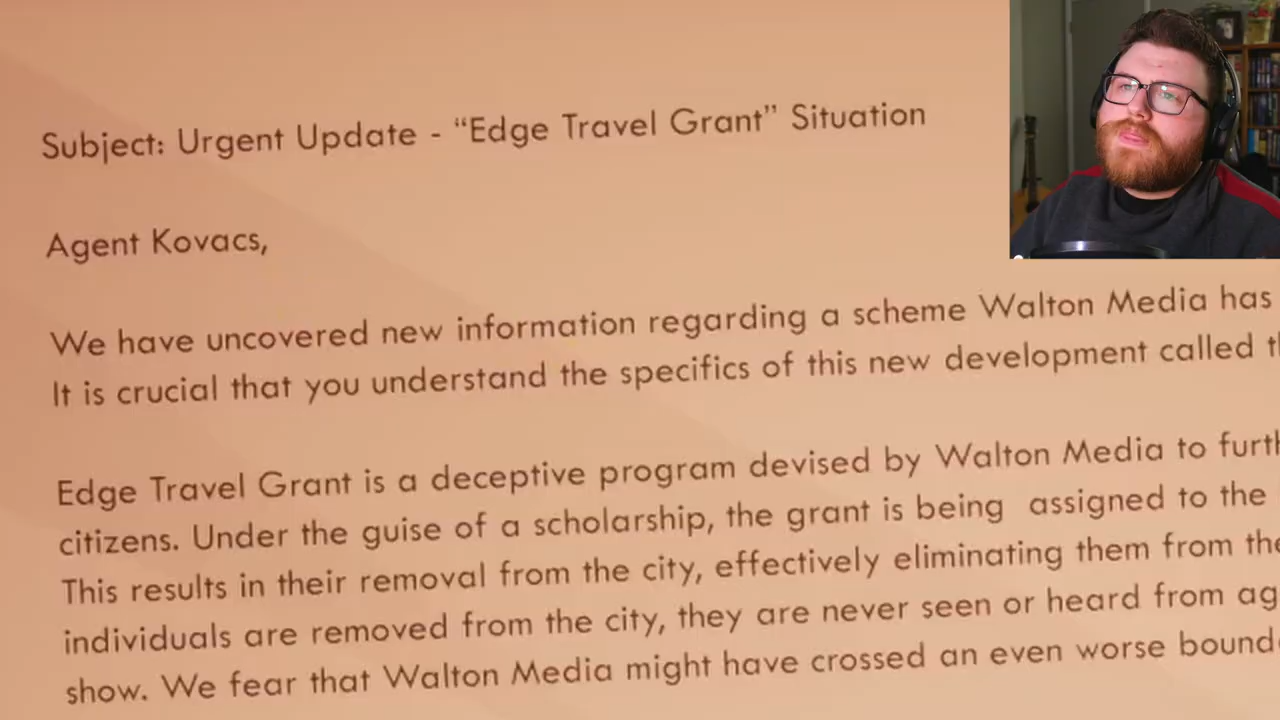 Subject: Urgent Update - “Edge Travel Grant” Situation
Agent Kovacs,
We have uncovered new information regarding a scheme Walton Media has
It is crucial that you understand the specifics of this new development called
Edge Travel Grant is a deceptive program devised by Walton Media to
citizens. Under the guise of a scholarship, the grant is being assigned to the
This results in their removal from the city, effectively eliminating them from
individuals are removed from the city, they are never seen or heard from
show. We fear that Walton Media might have crossed an even worse